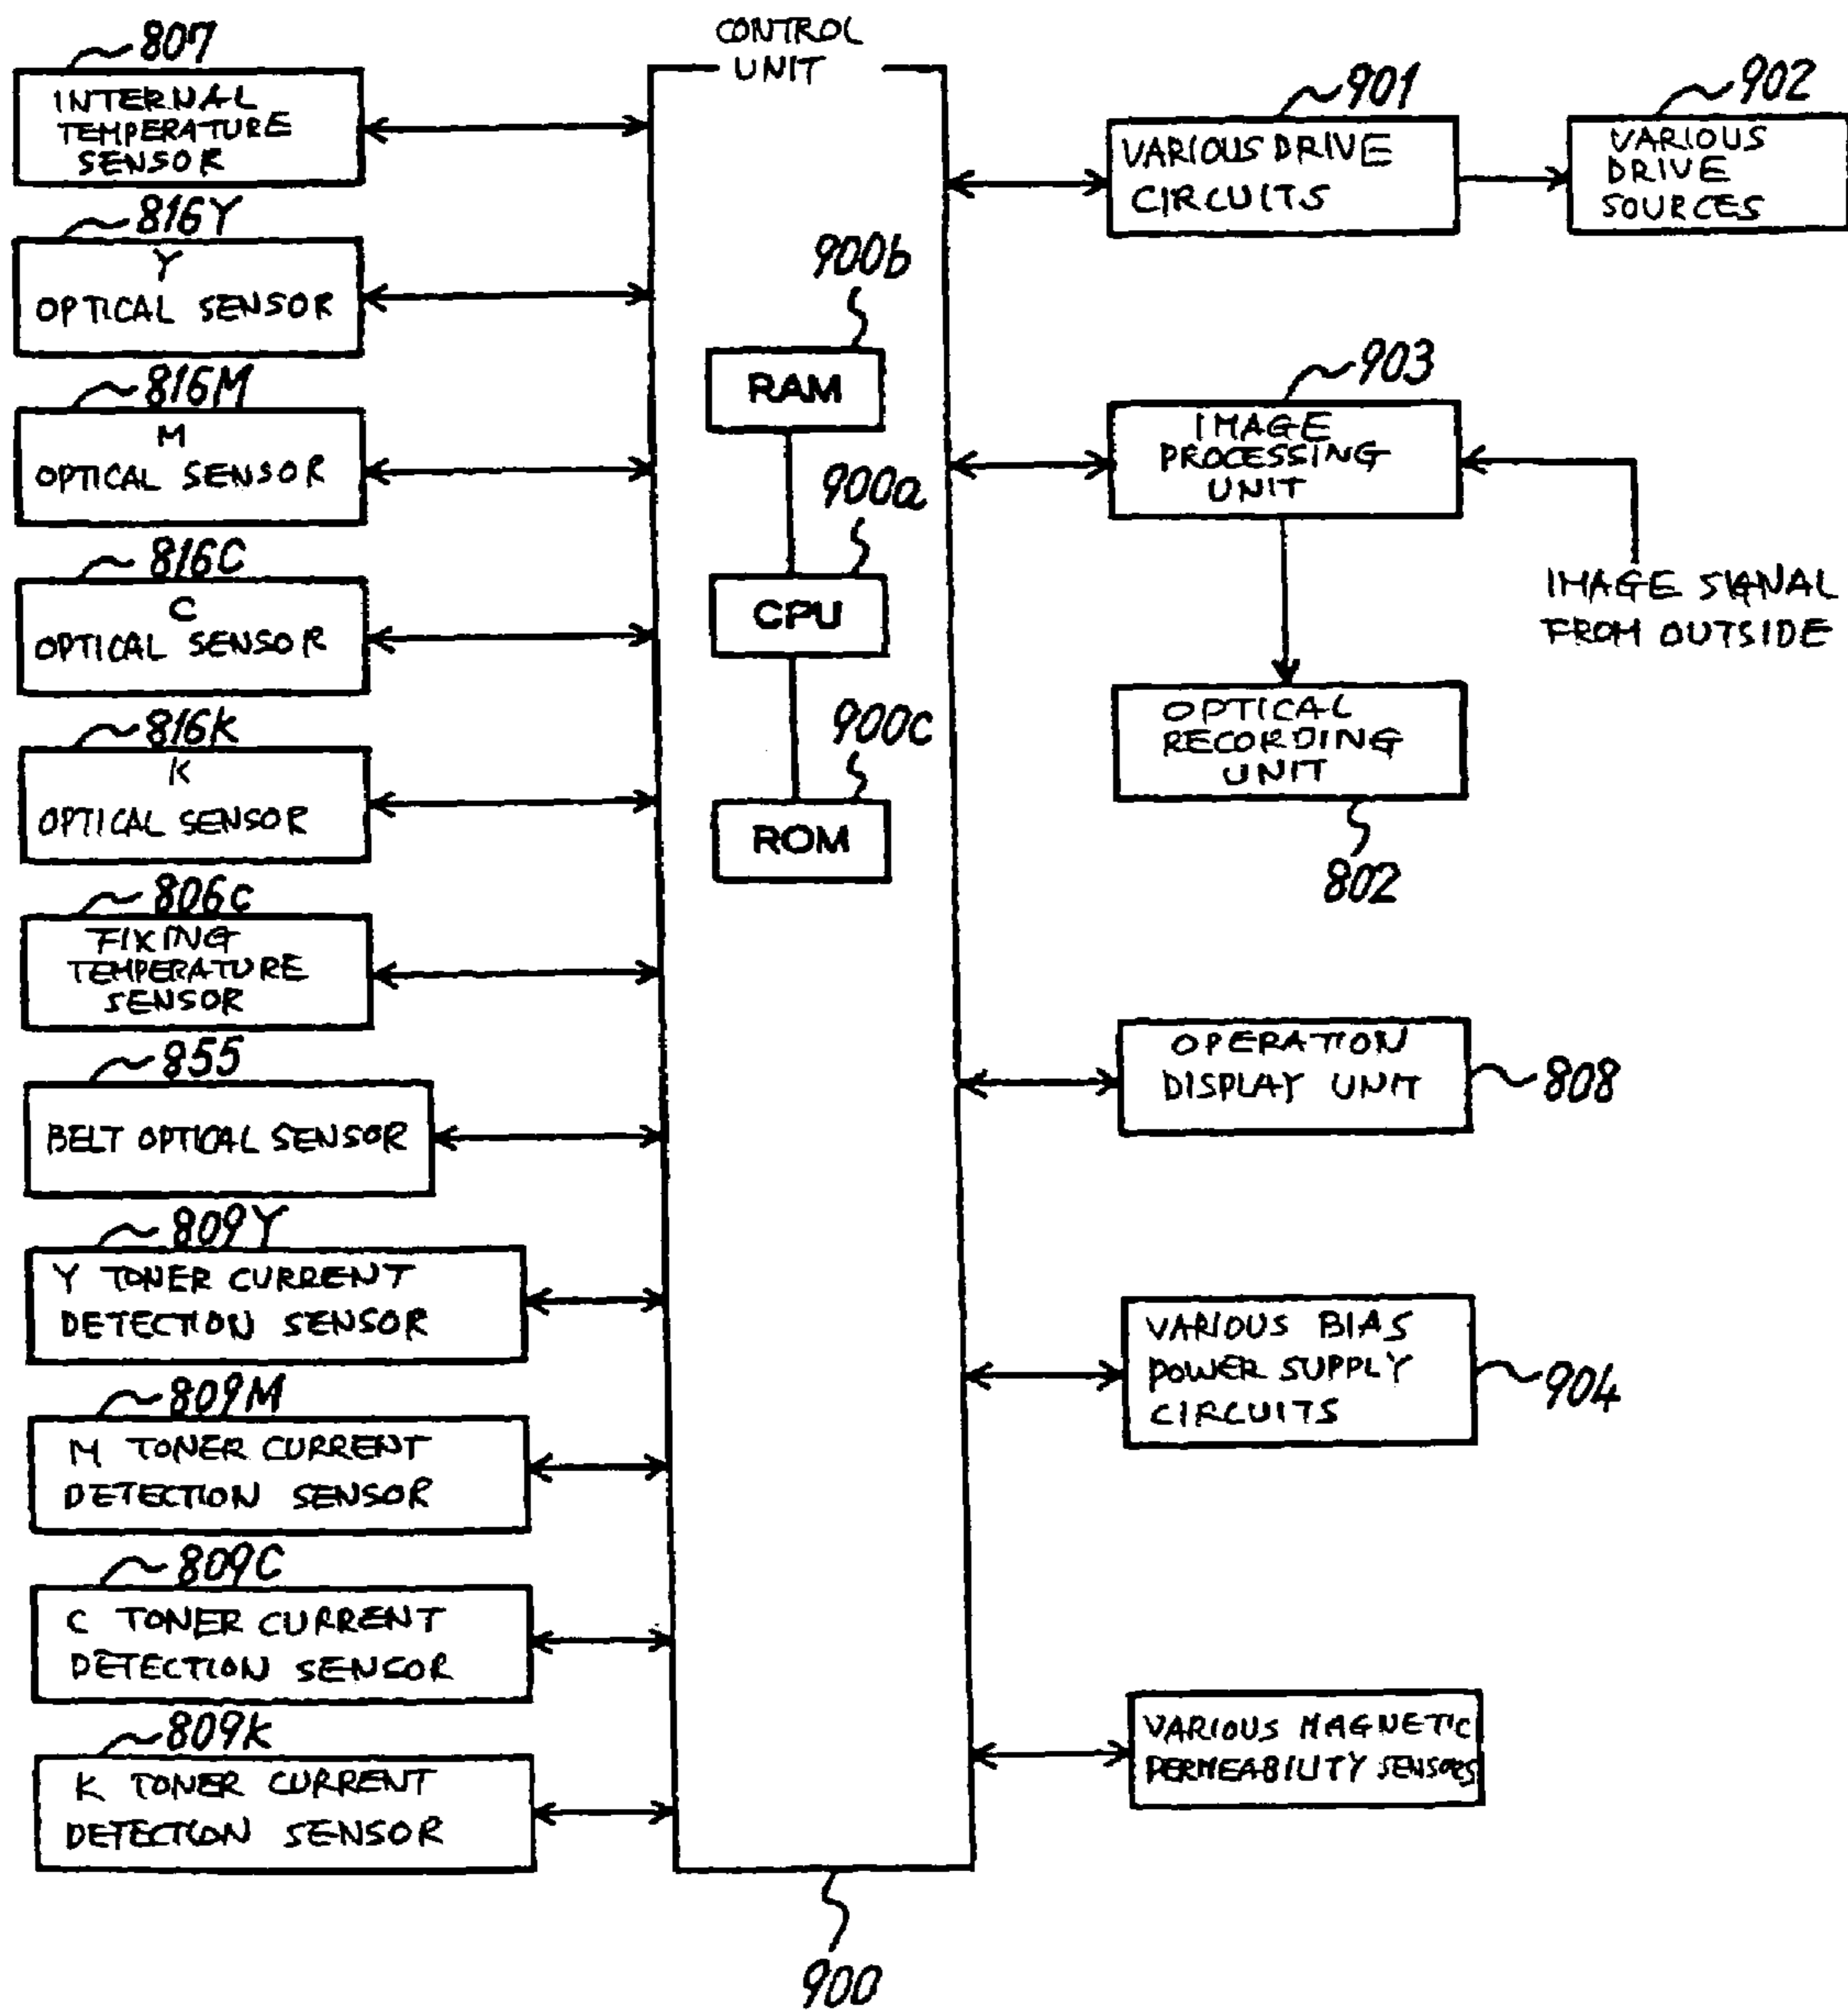 807
INTERNAL
TEMPERATURE
SENSOR
816Y
Y
OPTICAL SENSOR
816M
M
OPTICAL SENSOR
816C
C
OPTICAL SENSOR
816K
K
OPTICAL SENSOR
806c
FIXING
TEMPERATURE
SENSOR
855
BELT OPTICAL SENSOR
809Y
Y TONER CURRENT
DETECTION SENSOR
809M
M TONER CURRENT
DETECTION SENSOR
809C
C TONER CURRENT
DETECTION SENSOR
809K
K TONER CURRENT
DETECTION SENSOR
CONTROL
UNIT
900b
RAM
900a
CPU
900c
ROM
900
901
VARIOUS DRIVE
CIRCUITS
902
VARIOUS
DRIVE
SOURCES
903
IMAGE
PROCESSING
UNIT
IMAGE SIGNAL
FROM OUTSIDE
OPTICAL
RECORDING
UNIT
802
OPERATION
DISPLAY UNIT
808
VARIOUS BIAS
POWER SUPPLY
CIRCUITS
904
VARIOUS MAGNETIC
PERMEABILITY SENSORS